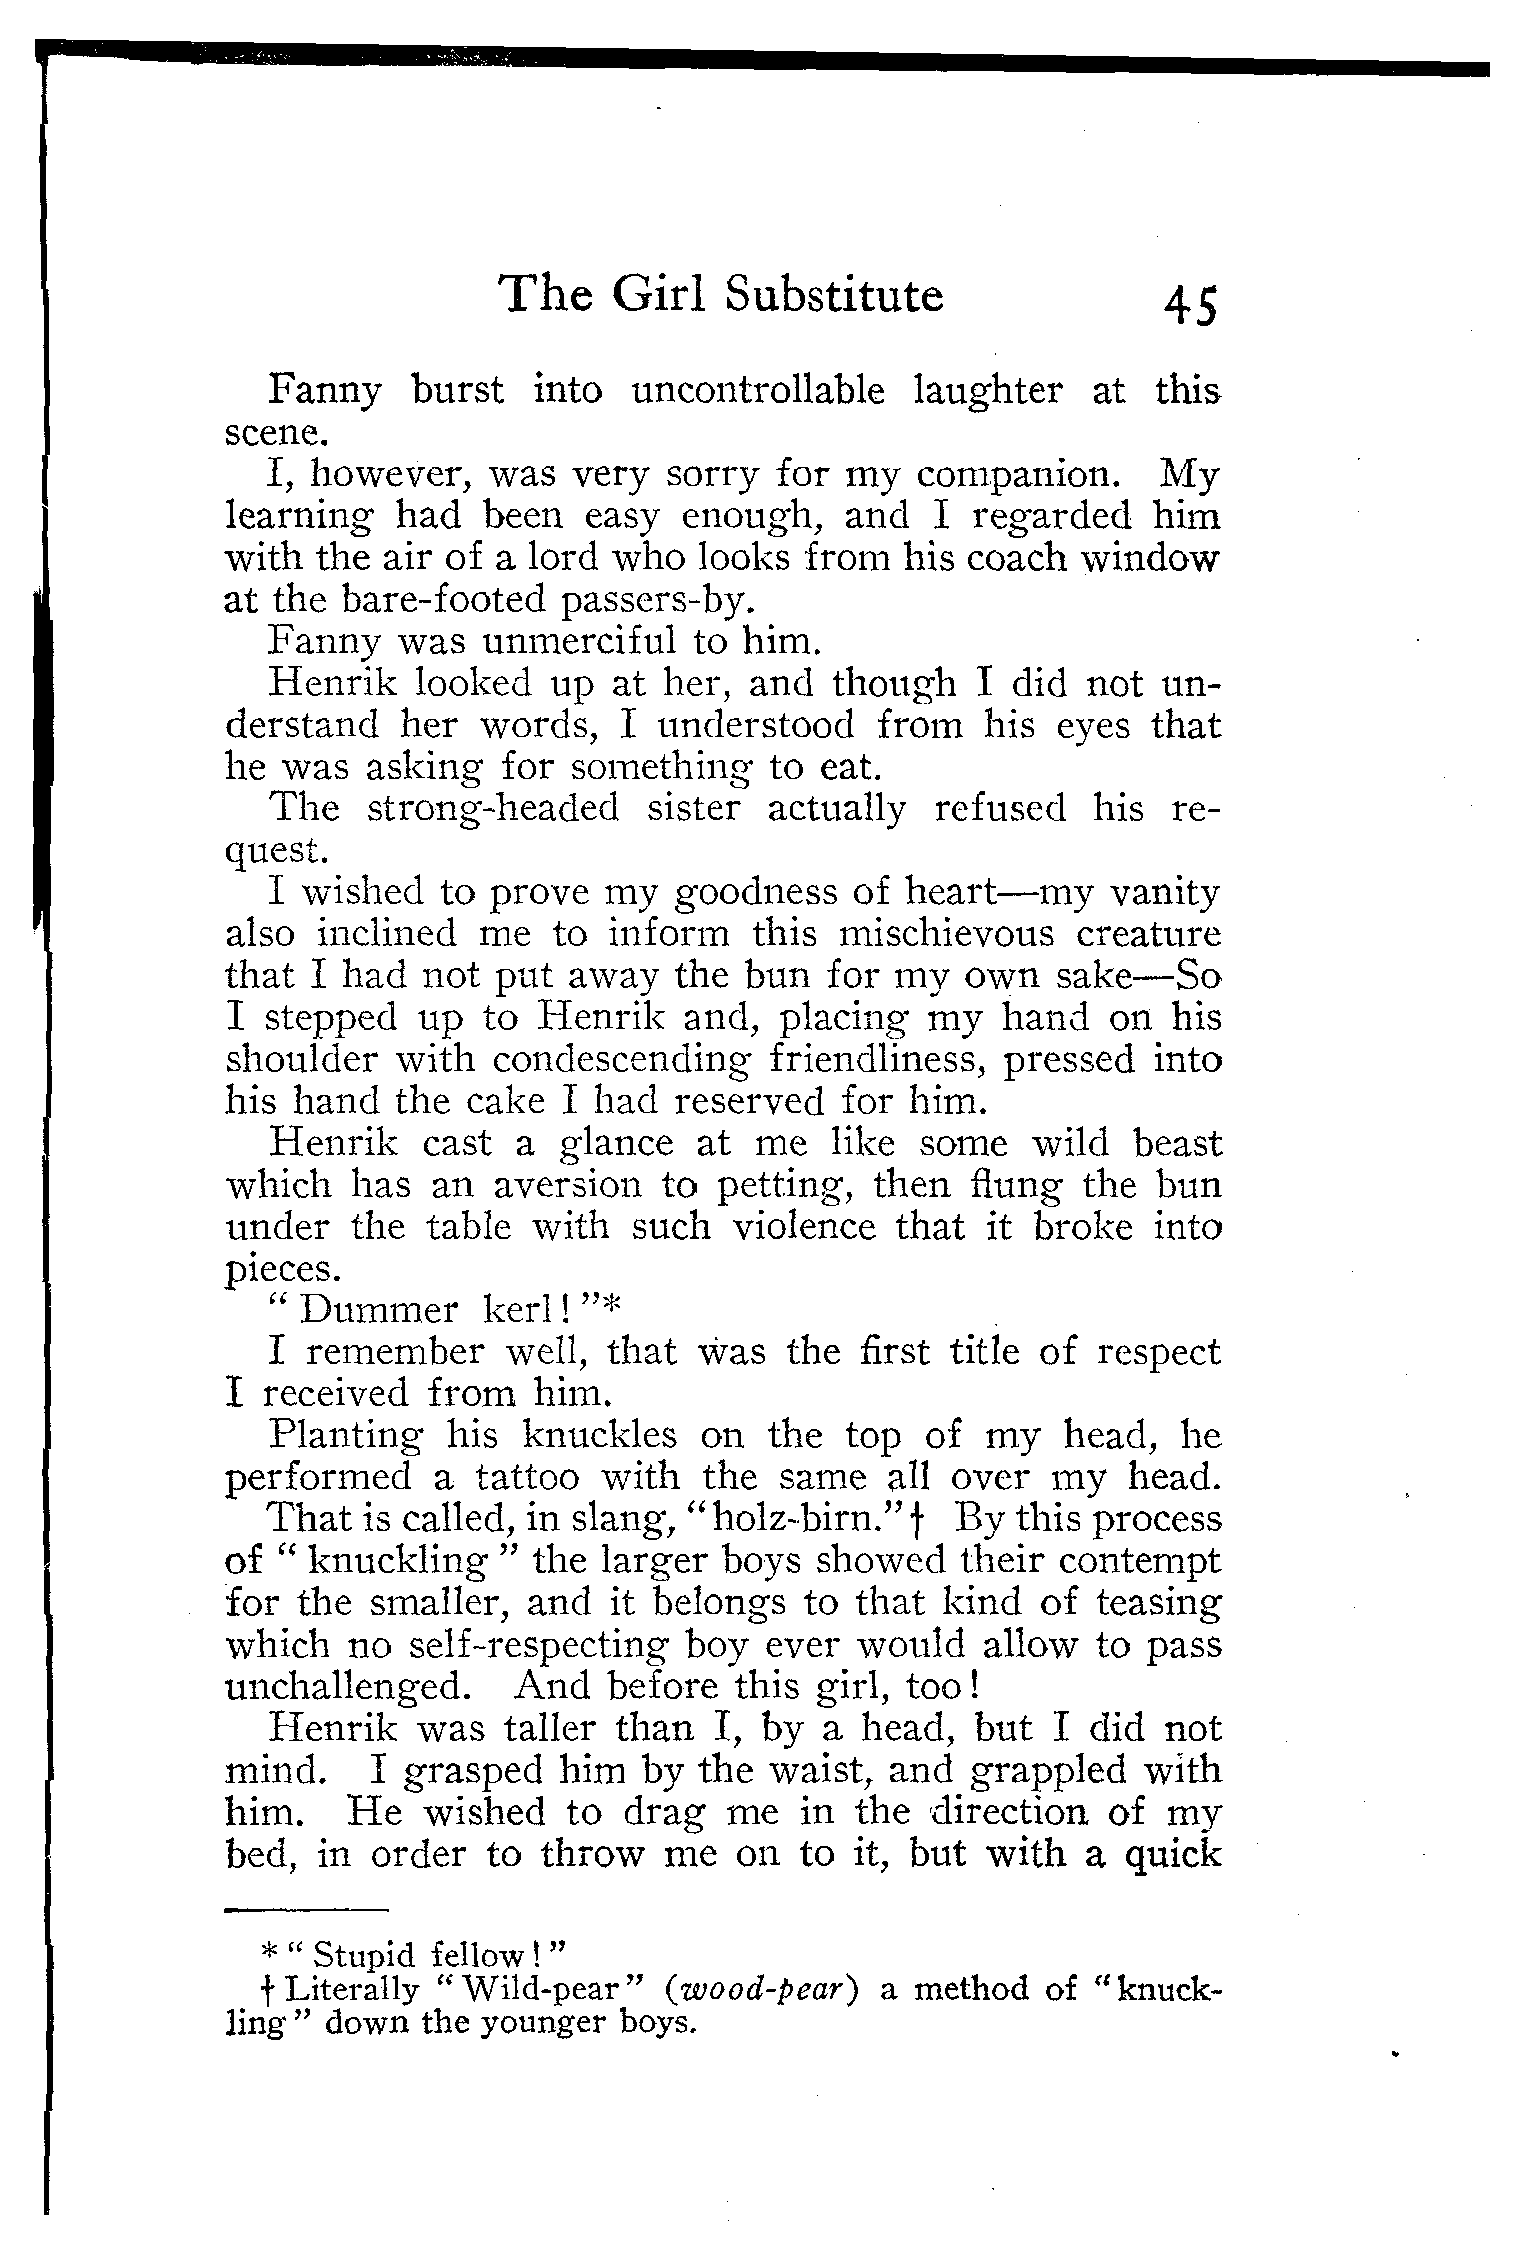 The Girl Substitute 45
Fanny burst into uncontrollable laughter at this
scene.
I, however, was very sorry for my companion. My
learning had been easy enough, and I regarded him
with the air of a lord who looks from his coach window
at the bare-footed passers-by.
Fanny was unmerciful to him.
Henrik looked up at her, and though I did not un-
derstand her words, I understood from his eyes that
he was asking for something to eat.
The strong-headed sister actually refused his re-
quest.
I wished to prove my goodness of heart—my vanity
also inclined me to inform this mischievous creature
that I had not put away the bun for my own sake—So
I stepped up to Henrik and, placing my hand on his
shoulder with condescending friendliness, pressed into
his hand the cake I had reserved for him.
Henrik cast a glance at me like some wild beast
which has an aversion to petting, then flung the bun
under the table with such violence that it broke into
pieces.
"Dummer kerl!"*
I remember well, that was the first title of respect
I received from him.
Planting his knuckles on the top of my head, he
performed a tattoo with the same all over my head.
That is called, in slang, "holz-birn."† By this process
of "knuckling" the larger boys showed their contempt
for the smaller, and it belongs to that kind of teasing
which no self-respecting boy ever would allow to pass
unchallenged. And before this girl, too!
Henrik was taller than I, by a head, but I did not
mind. I grasped him by the waist, and grappled with
him. He wished to drag me in the direction of my
bed, in order to throw me on to it, but with a quick
* "Stupid fellow!"
† Literally "Wild-pear" (wood-pear) a method of "knuck-
ling" down the younger boys.